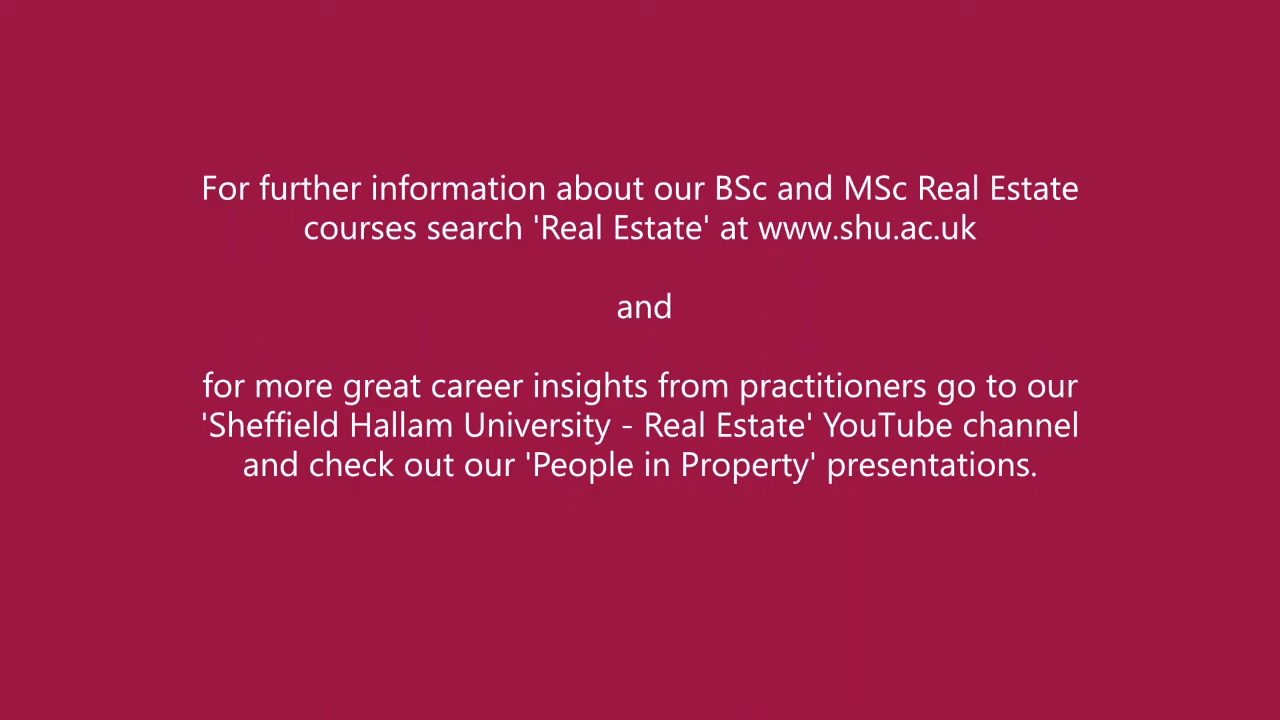 For further information about our BSc and MSc Real Estate
courses search 'Real Estate' at www.shu.ac.uk
and
for more great career insights from practitioners go to our
'Sheffield Hallam University - Real Estate' YouTube channel
and check out our 'People in Property' presentations.